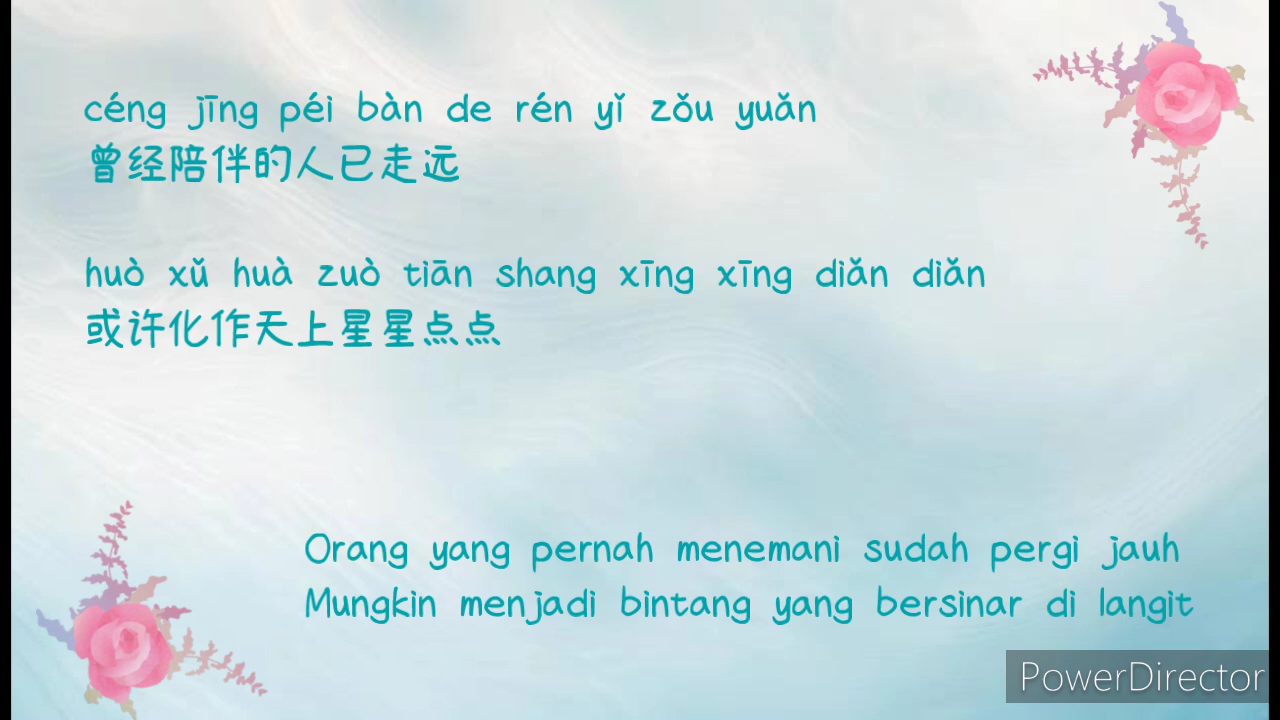 céng jīng péi bàn de rén yǐ zǒu yuǎn
曾经陪伴的人已走远
huò xǔ huà zuò tiān shang xīng xīng diǎn diǎn
或许化作天上星星点点
Orang yang pernah menemani sudah pergi jauh
Mungkin menjadi bintang yang bersinar di langit
PowerDirector